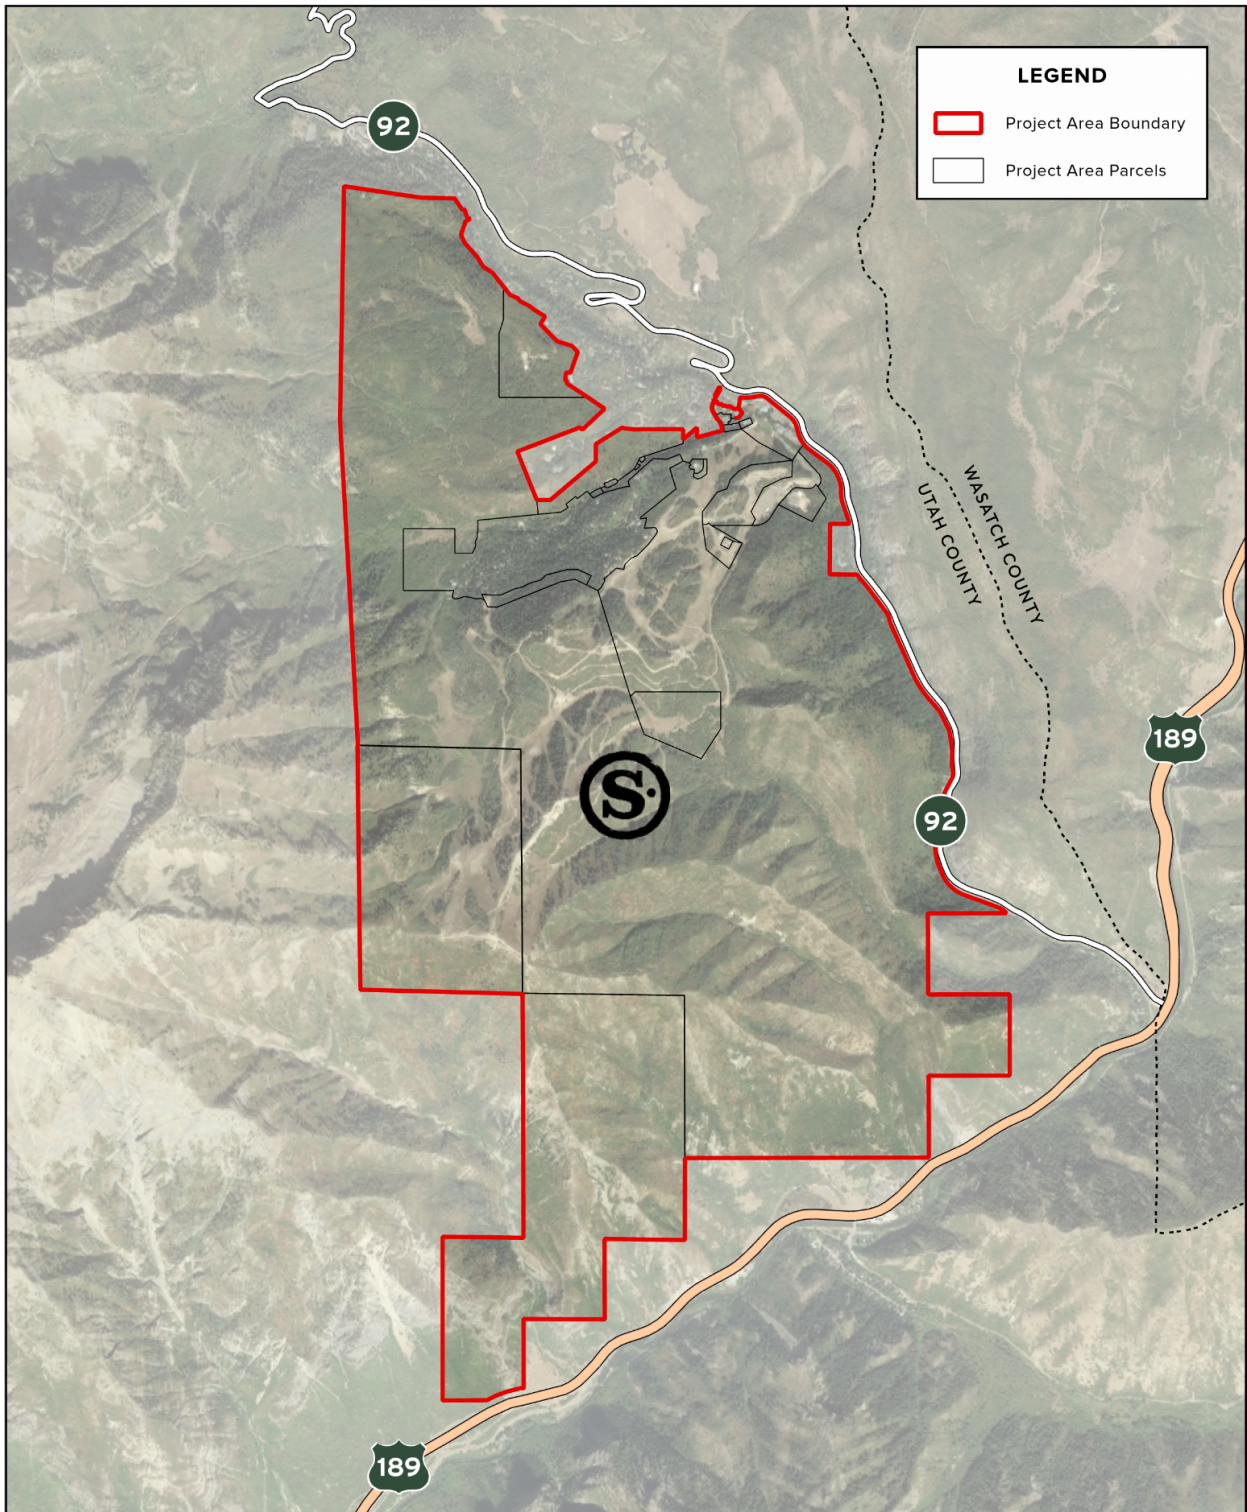 LEGEND
Project Area Boundary
Project Area Parcels
92
WASATCH COUNTY
UTAH COUNTY
189
S.
92
189